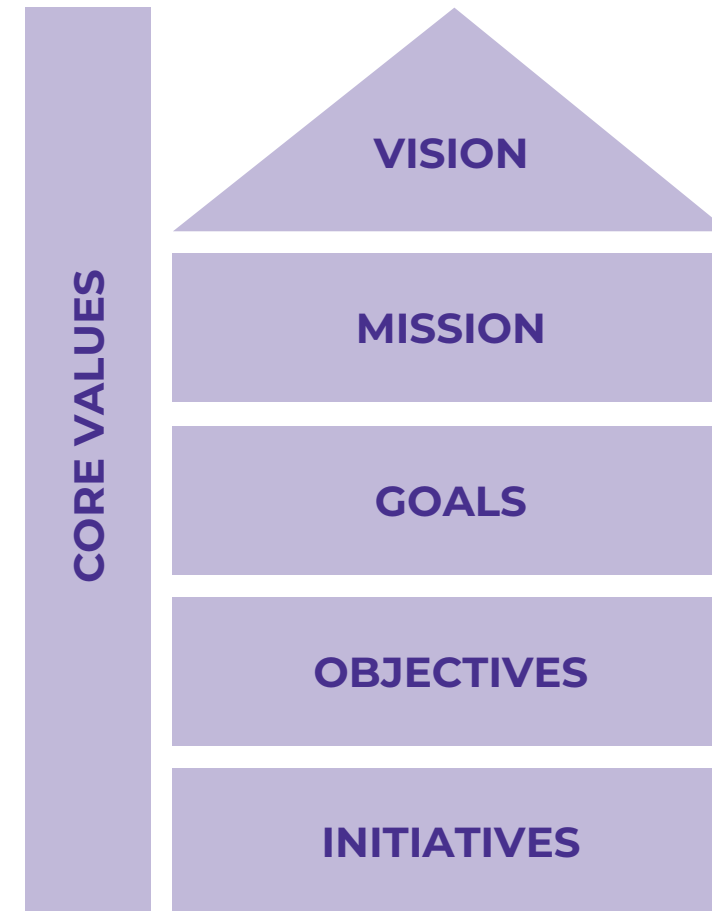 CORE VALUES
VISION
MISSION
GOALS
OBJECTIVES
INITIATIVES